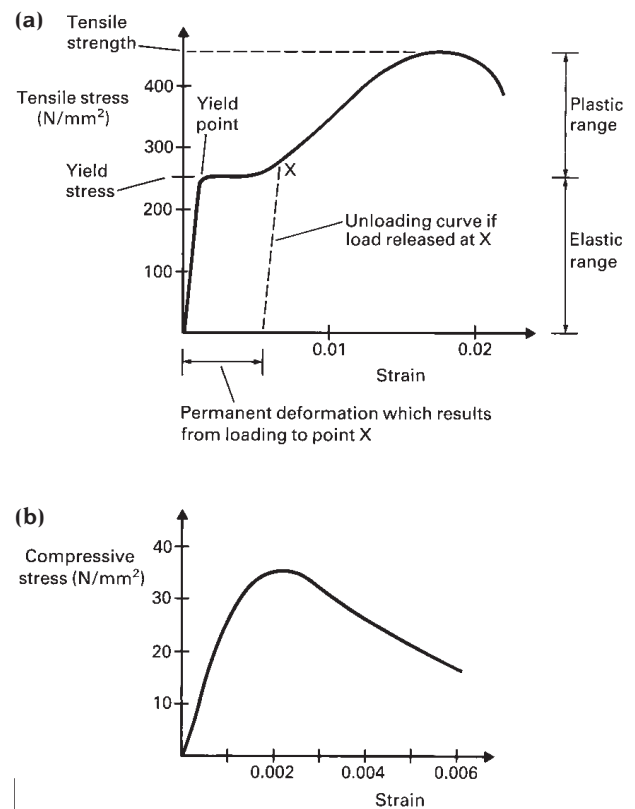 (a)
Tensile
strength
400
Tensile stress
(N/mm²)
Yield
point
Plastic
range
300
Yield
stress
X
200
Unloading curve if
load released at X
Elastic
range
100
0.01
0.02
Strain
Permanent deformation which results
from loading to point X
(b)
40
Compressive
stress (N/mm²)
30
20
10
0.002
0.004
0.006
Strain